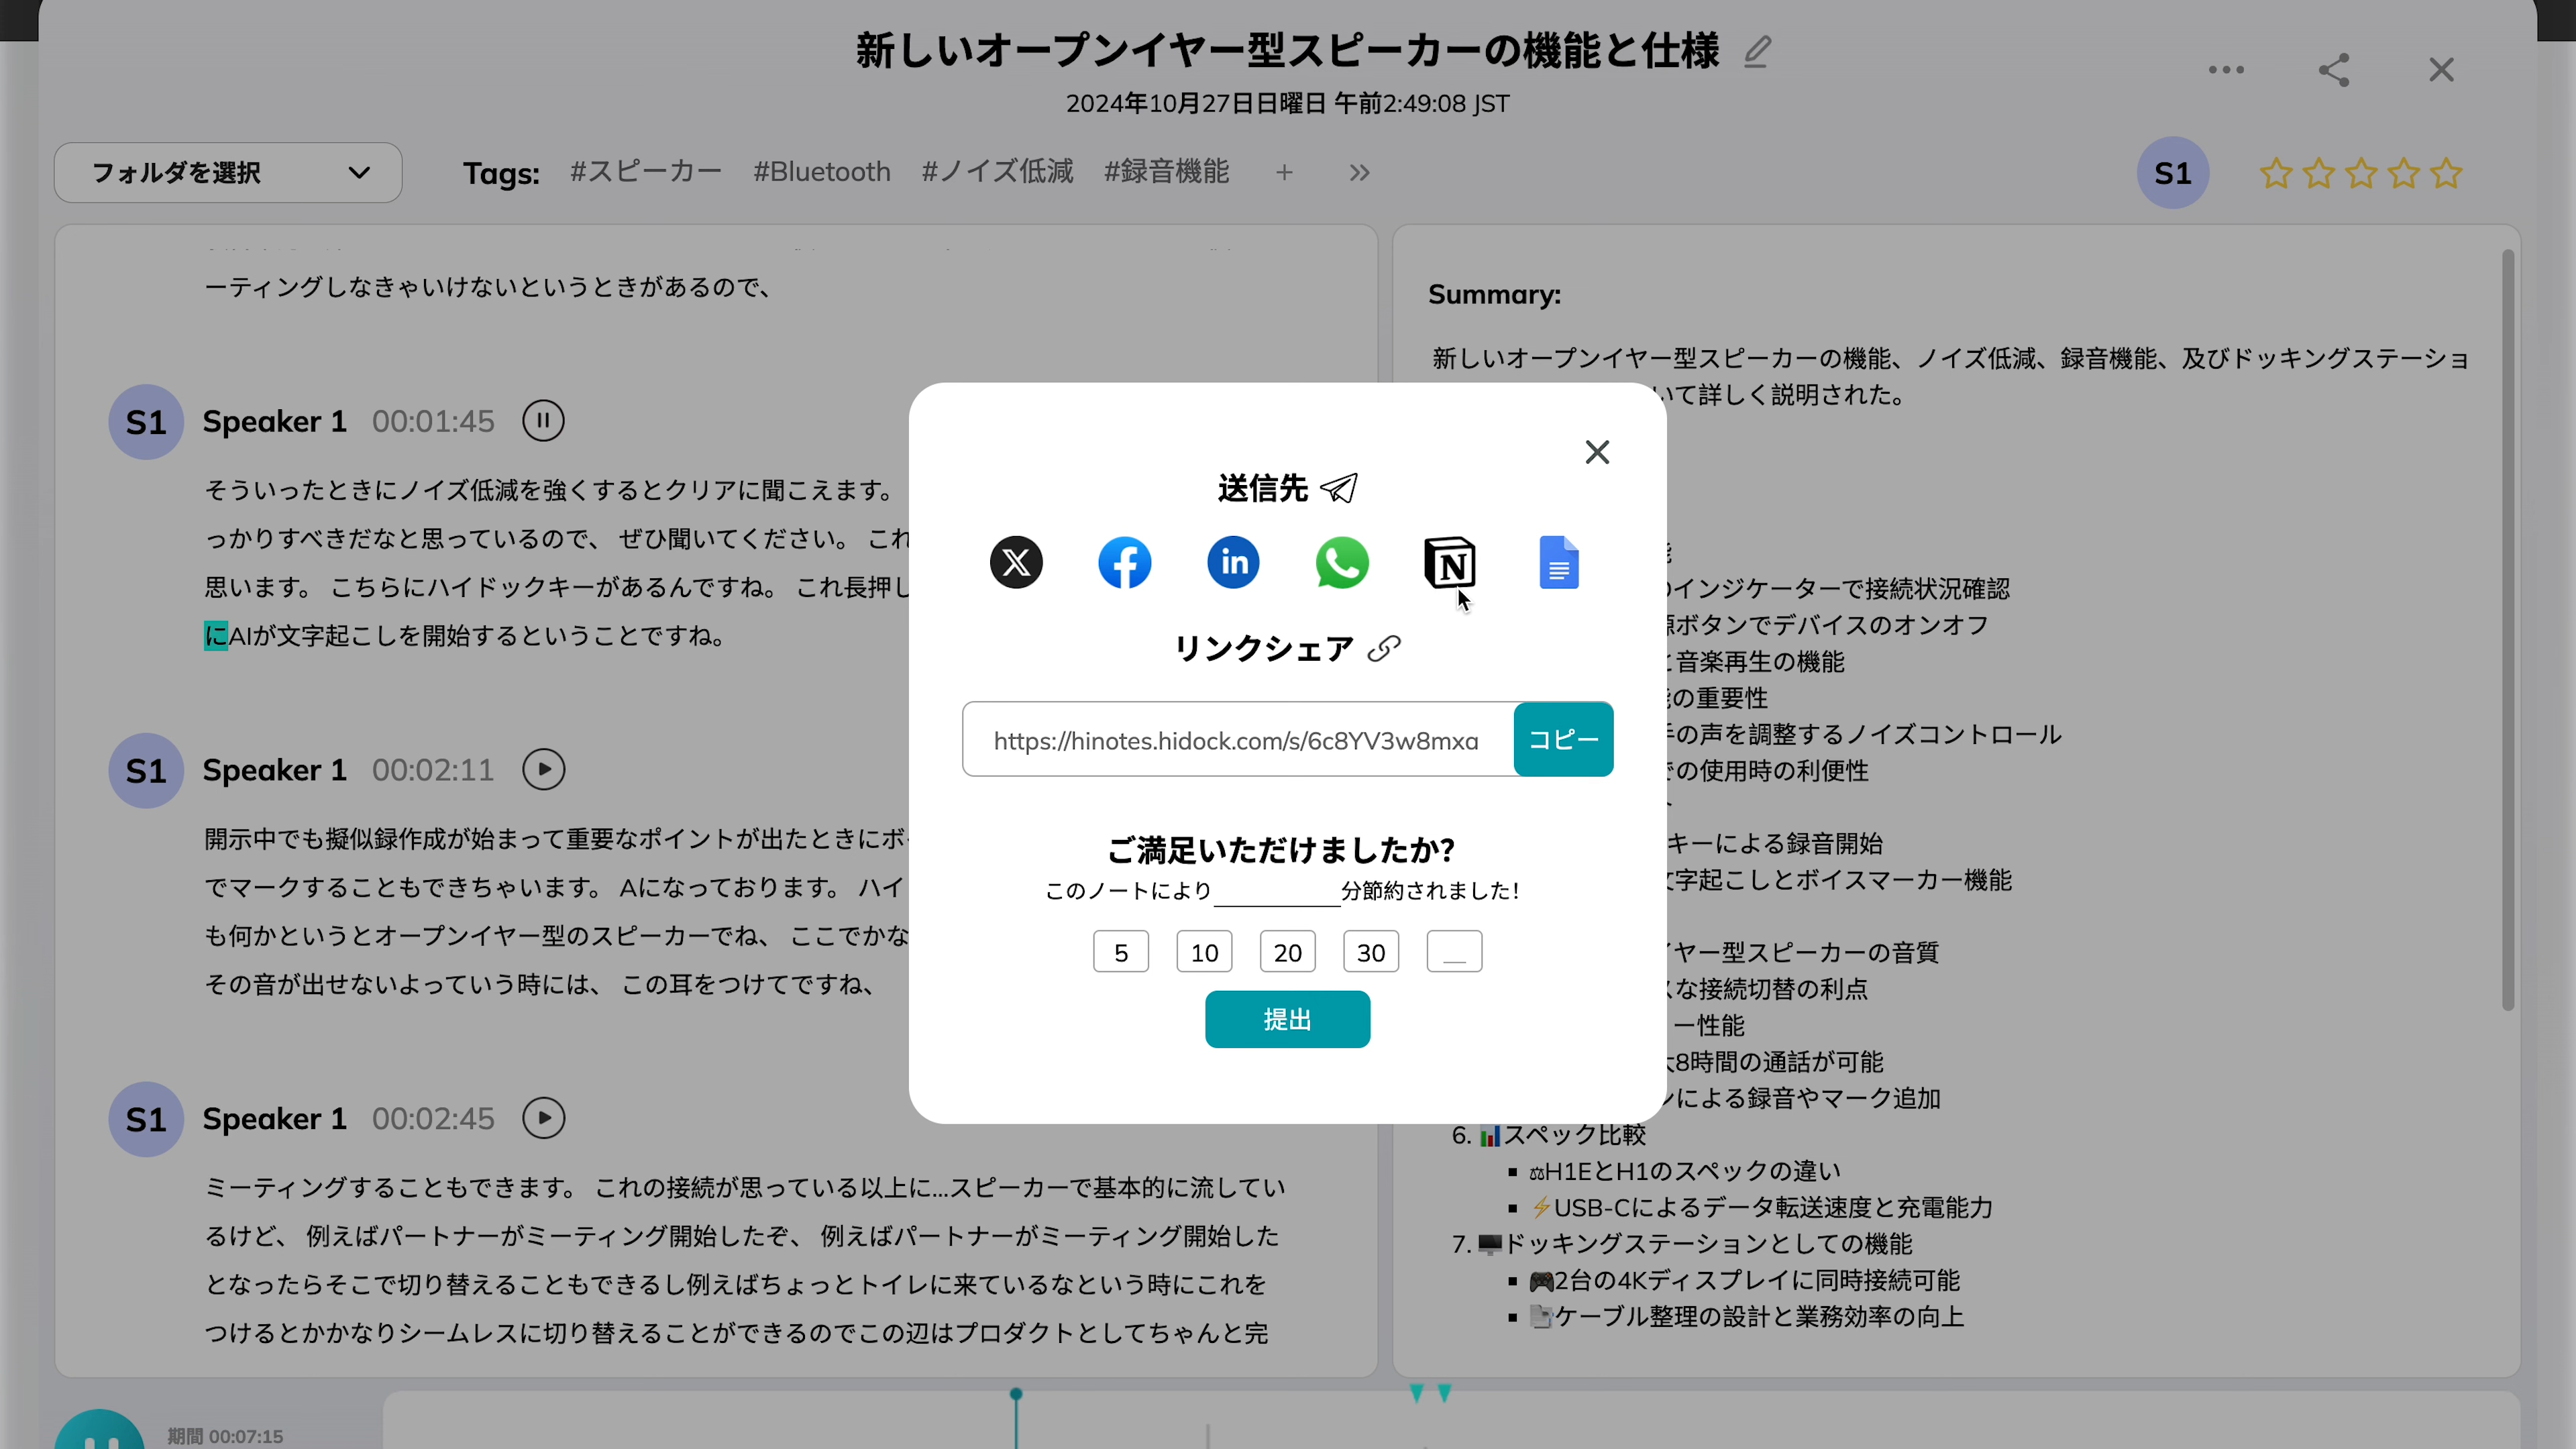 新しいオープンイヤー型スピーカーの機能と仕様
2024年10月27日日曜日 午前2:49:08 JST
フォルダを選択
Tags: #スピーカー #Bluetooth #ノイズ低減 #録音機能 + »
S1
ーティングしなきゃいけないというときがあるので、
S1 Speaker 1 00:01:45
そういったときにノイズ低減を強くするとクリアに聞こえます。
っかりすべきだなと思っているので、 ぜひ聞いてください。 これ
思います。 こちらにハイドックキーがあるんですね。 これ長押し
にAIが文字起こしを開始するということですね。
S1 Speaker 1 00:02:11
開示中でも擬似録作成が始まって重要なポイントが出たときにボ
でマークすることもできちゃいます。 Aになっております。 ハイ
も何かというとオープンイヤー型のスピーカーでね、 ここでかな
その音が出せないよっていう時には、 この耳をつけてですね、
S1 Speaker 1 00:02:45
ミーティングすることもできます。 これの接続が思っている以上に...スピーカーで基本的に流してい
るけど、 例えばパートナーがミーティング開始したぞ、 例えばパートナーがミーティング開始した
となったらそこで切り替えることもできるし例えばちょっとトイレに来ているなという時にこれを
つけるとかかなりシームレスに切り替えることができるのでこの辺はプロダクトとしてちゃんと完
Summary:
新しいオープンイヤー型スピーカーの機能、ノイズ低減、録音機能、及びドッキングステーショ
いて詳しく説明された。
のインジケーターで接続状況確認
源ボタンでデバイスのオンオフ
と音楽再生の機能
能の重要性
手の声を調整するノイズコントロール
での使用時の利便性
キーによる録音開始
文字起こしとボイスマーカー機能
イヤー型スピーカーの音質
スな接続切替の利点
ー性能
大8時間の通話が可能
ンによる録音やマーク追加
6. スペック比較
H1EとH1のスペックの違い
USB-Cによるデータ転送速度と充電能力
7. ドッキングステーションとしての機能
2台の4Kディスプレイに同時接続可能
ケーブル整理の設計と業務効率の向上
送信先
リンクシェア
https://hinotes.hidock.com/s/6c8YV3w8mxa
コピー
ご満足いただけましたか?
このノートにより__________分節約されました!
5 10 20 30 __
提出
期間 00:07:15